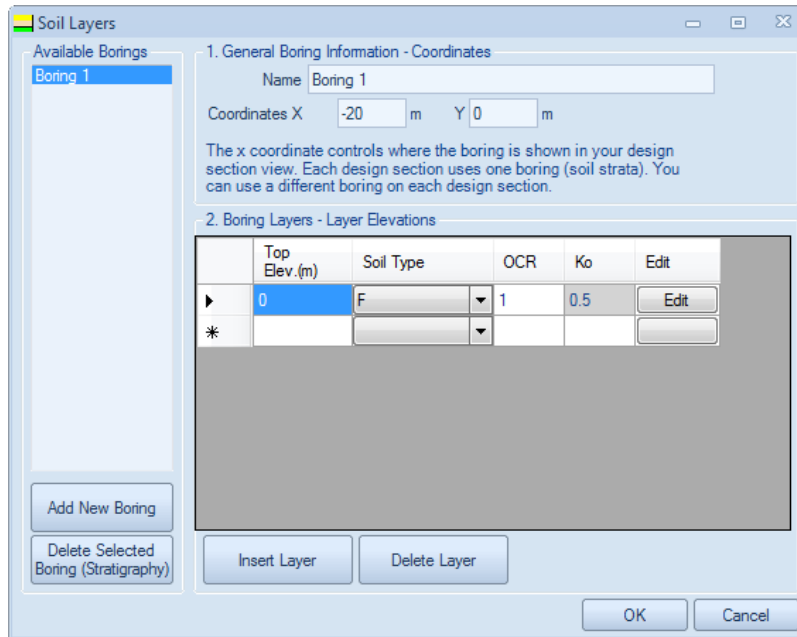 Soil Layers
Available Borings
Boring 1
Add New Boring
Delete Selected
Boring (Stratigraphy)
1. General Boring Information - Coordinates
Name Boring 1
Coordinates X -20 m Y 0 m
The x coordinate controls where the boring is shown in your design
section view. Each design section uses one boring (soil strata). You
can use a different boring on each design section.
2. Boring Layers - Layer Elevations
Top
Elev.(m) Soil Type OCR Ko Edit
0 F 1 0.5 Edit
Insert Layer Delete Layer
OK Cancel